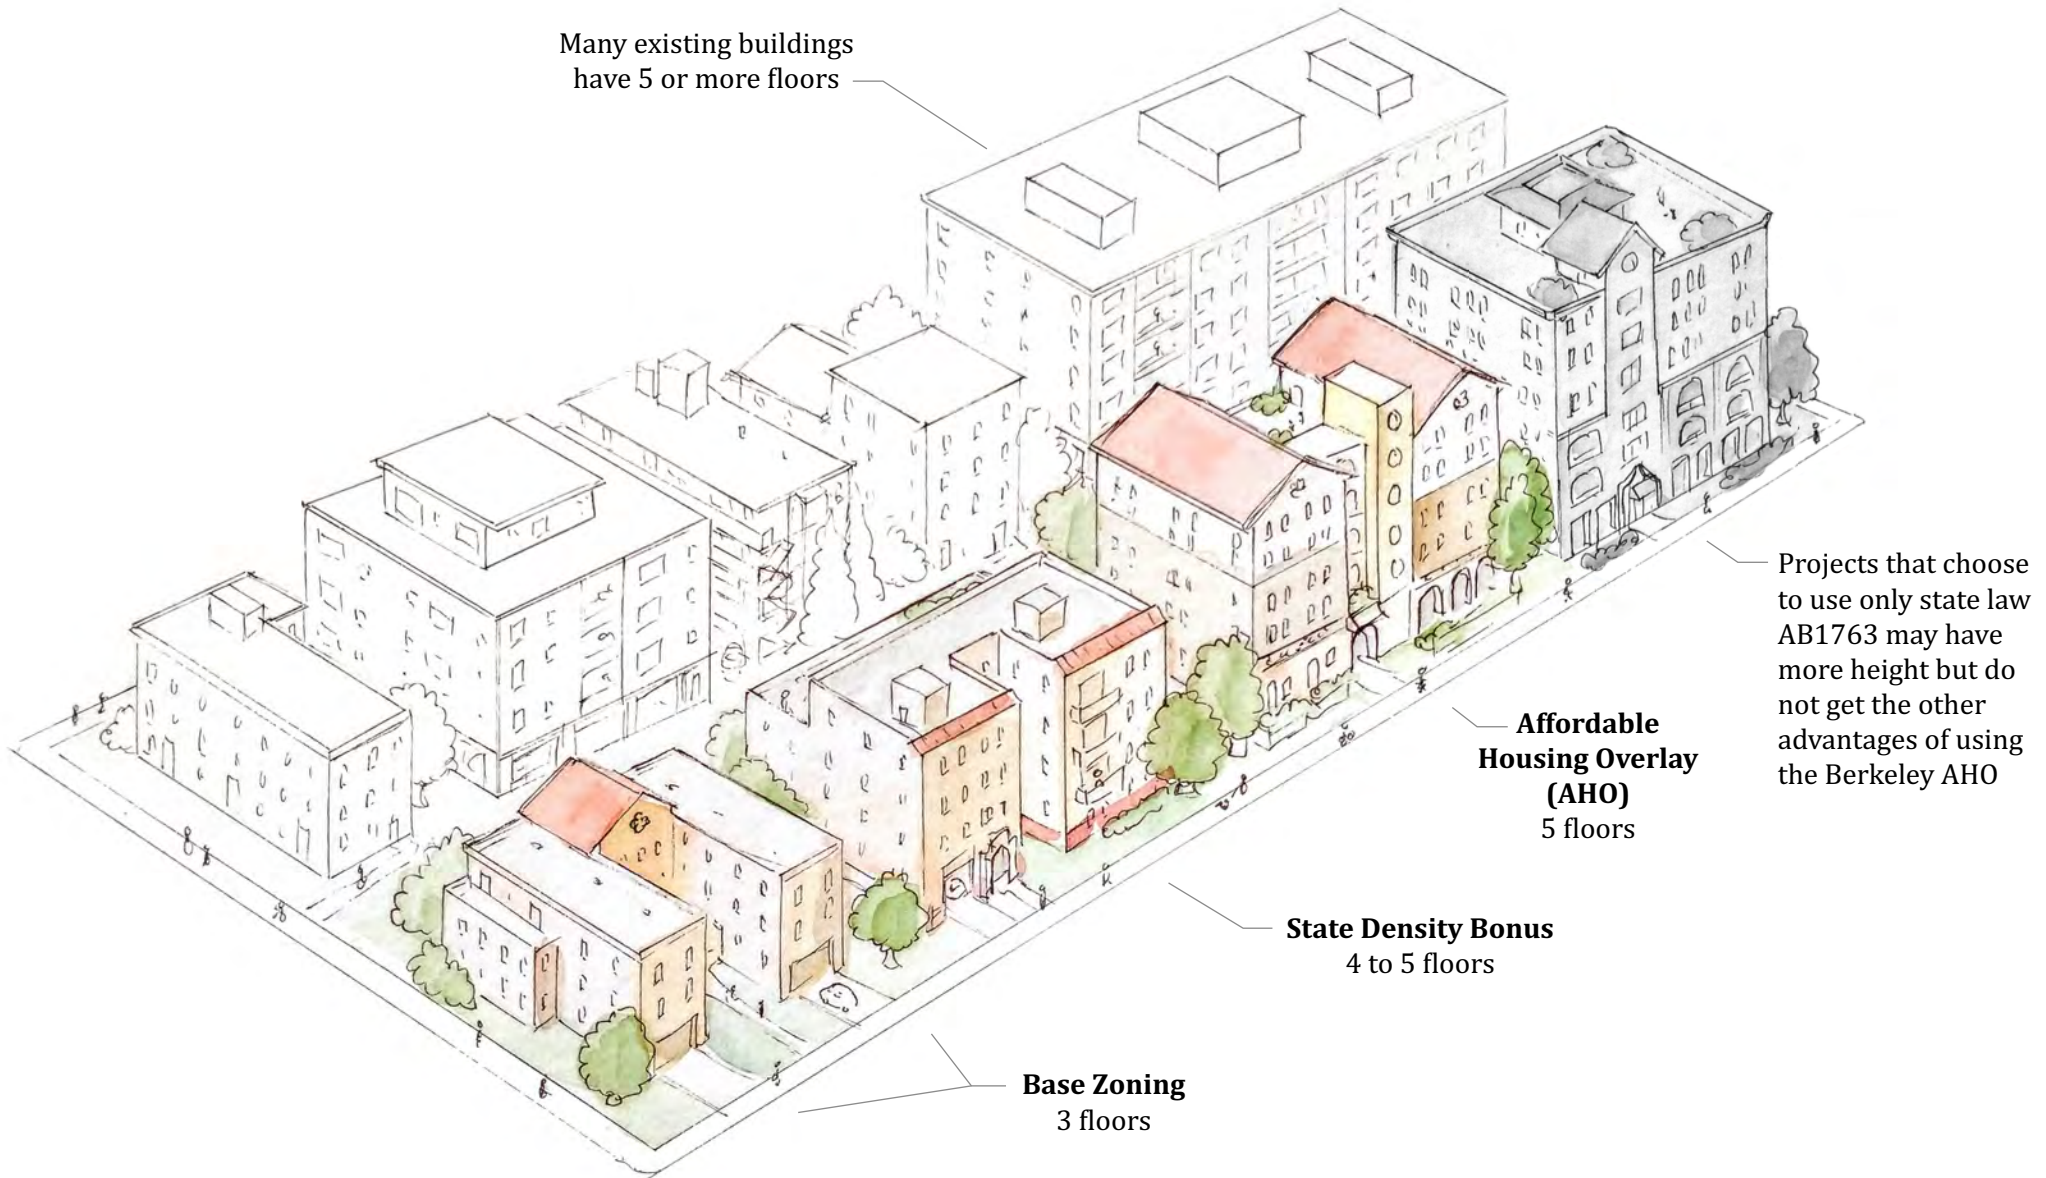 Many existing buildings
have 5 or more floors
Projects that choose
to use only state law
AB1763 may have
more height but do
not get the other
advantages of using
the Berkeley AHO
Affordable
Housing Overlay
(AHO)
5 floors
State Density Bonus
4 to 5 floors
Base Zoning
3 floors